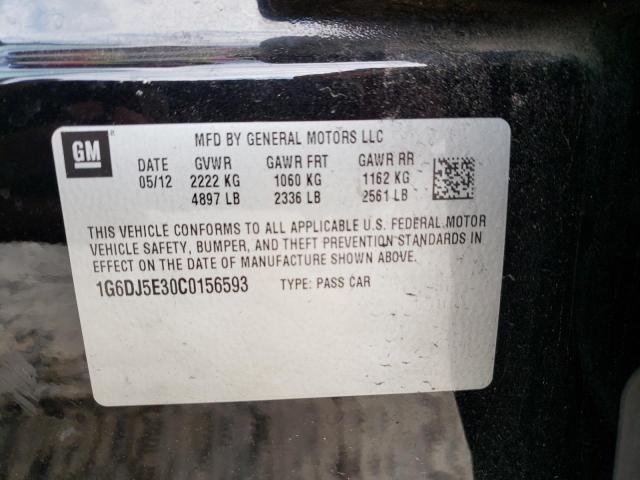 GM
MFD BY GENERAL MOTORS LLC
DATE GVWR GAWR FRT GAWR RR
05/12 2222 KG 1060 KG 1162 KG
4897 LB 2336 LB 2561 LB
THIS VEHICLE CONFORMS TO ALL APPLICABLE U.S. FEDERAL MOTOR
VEHICLE SAFETY, BUMPER, AND THEFT PREVENTION STANDARDS IN
EFFECT ON THE DATE OF MANUFACTURE SHOWN ABOVE.
1G6DJ5E30C0156593 TYPE: PASS CAR